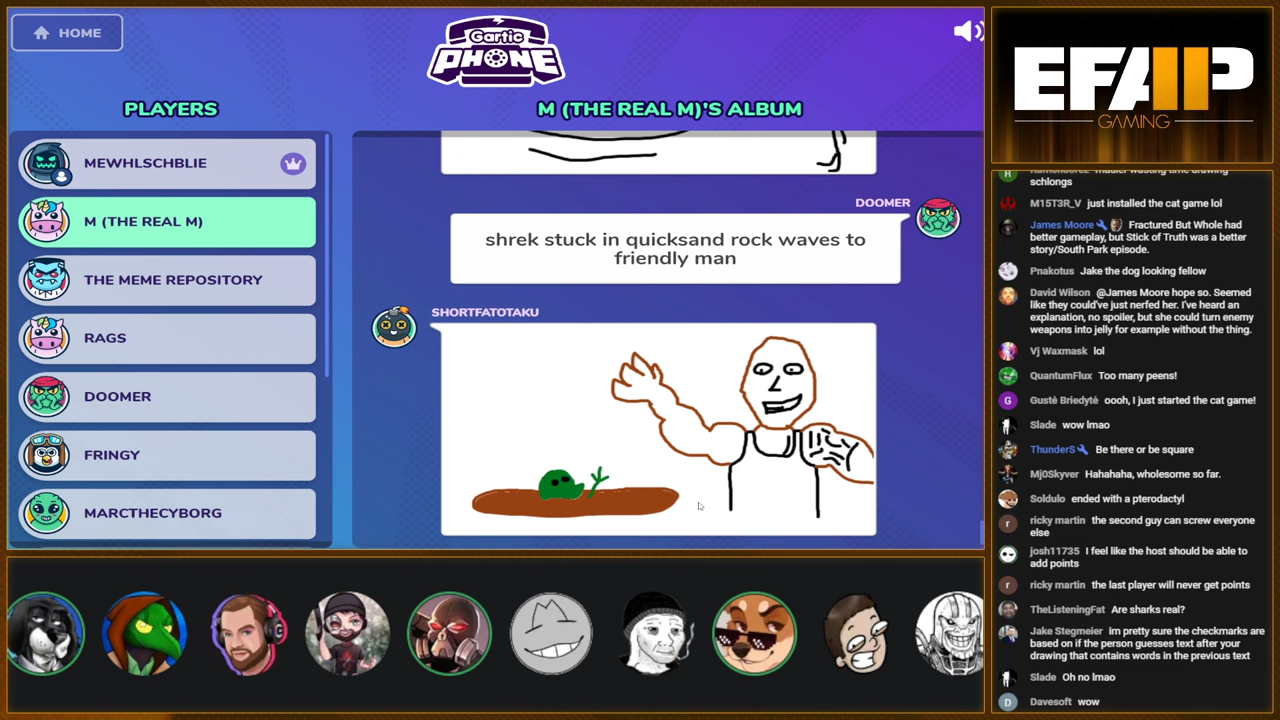 HOME
Gartic
PHONE
PLAYERS
M (THE REAL M)'S ALBUM
MEWHLSCHBLIE
M (THE REAL M)
THE MEME REPOSITORY
RAGS
DOOMER
FRINGY
MARCTHECYBORG
DOOMER
shrek stuck in quicksand rock waves to
friendly man
SHORTFATOTAKU
EFAP
GAMING
schlongs
M15T3R_V just installed the cat game lol
James Moore Fractured But Whole had
better gameplay, but Stick of Truth was a better
story/South Park episode.
Pnakotus Jake the dog looking fellow
David Wilson @James Moore hope so. Seemed
like they could've just nerfed her. I've heard an
explanation, no spoiler, but she could turn enemy
weapons into jelly for example without the thing.
Vj Waxmask lol
QuantumFlux Too many peens!
G Gustė Briedytė oooh, I just started the cat game!
Slade wow lmao
ThunderS Be there or be square
Mj0Skyver Hahahaha, wholesome so far.
Soldulo ended with a pterodactyl
r ricky martin the second guy can screw everyone
else
josh11735 I feel like the host should be able to
add points
r ricky martin the last player will never get points
TheListeningFat Are sharks real?
Jake Stegmeier im pretty sure the checkmarks are
based on if the person guesses text after your
drawing that contains words in the previous text
Slade Oh no lmao
D Davesoft wow